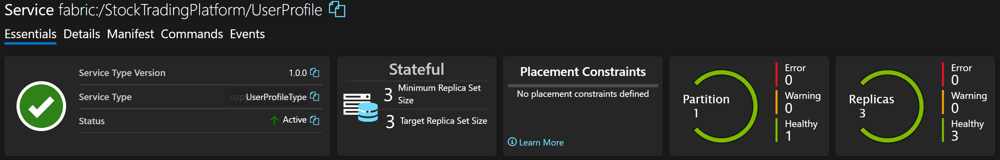 Service fabric:/StockTradingPlatform/UserProfile
Essentials Details Manifest Commands Events
Service Type Version 1.0.0
Service Type UserProfileType
Status Active
Stateful
3 Minimum Replica Set
Size
3 Target Replica Set Size
Placement Constraints
No placement constraints defined
Learn More
Partition
1
Error
0
Warning
0
Healthy
1
Replicas
3
Error
0
Warning
0
Healthy
3